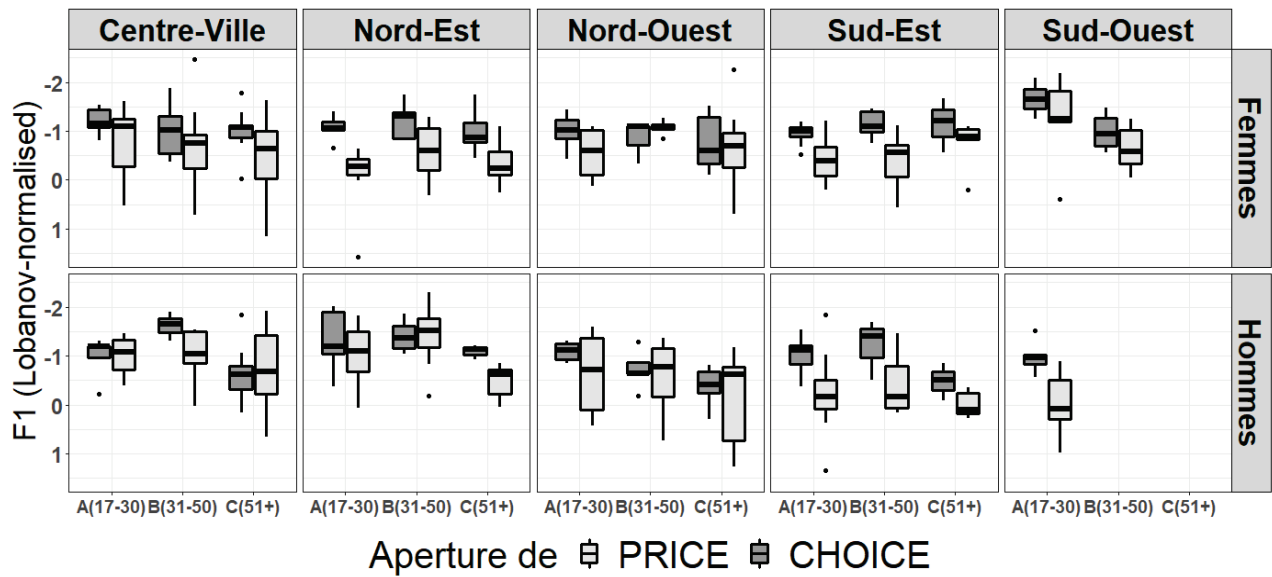 Centre-Ville Nord-Est Nord-Ouest Sud-Est Sud-Ouest
F1 (Lobanov-normalised)
-2
-1
0
1
Femmes
-2
-1
0
1
Hommes
A(17-30) B(31-50) C(51+) A(17-30) B(31-50) C(51+) A(17-30) B(31-50) C(51+) A(17-30) B(31-50) C(51+) A(17-30) B(31-50) C(51+)
Aperture de PRICE CHOICE